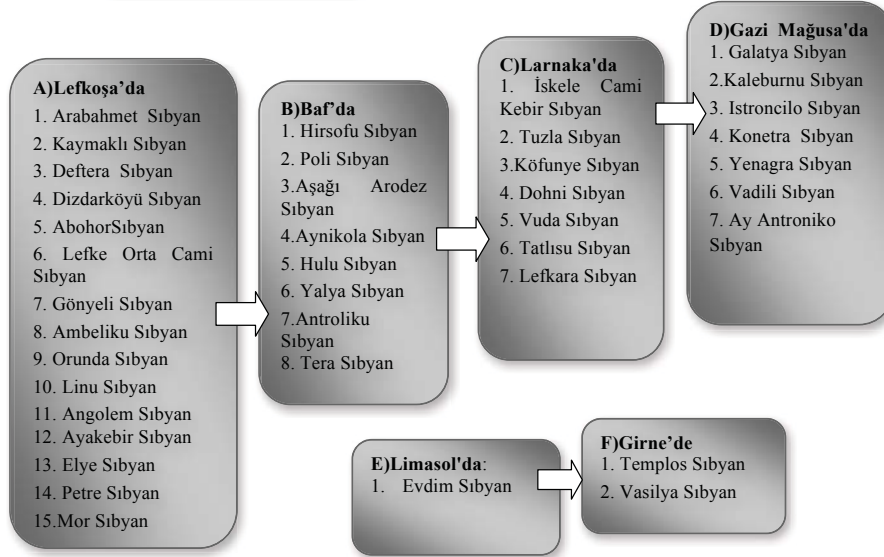 A)Lefkoşa’da
1. Arabahmet Sıbyan
2. Kaymaklı Sıbyan
3. Deftera Sıbyan
4. Dizdarköyü Sıbyan
5. AbohorSıbyan
6. Lefke Orta Cami
Sıbyan
7. Gönyeli Sıbyan
8. Ambeliku Sıbyan
9. Orunda Sıbyan
10. Linu Sıbyan
11. Angolem Sıbyan
12. Ayakebir Sıbyan
13. Elye Sıbyan
14. Petre Sıbyan
15.Mor Sıbyan
B)Baf’da
1. Hirsofu Sıbyan
2. Poli Sıbyan
3.Aşağı Arodez
Sıbyan
4.Aynikola Sıbyan
5. Hulu Sıbyan
6. Yalya Sıbyan
7.Antroliku
Sıbyan
8. Tera Sıbyan
C)Larnaka'da
1. İskele Cami
Kebir Sıbyan
2. Tuzla Sıbyan
3.Köfunye Sıbyan
4. Dohni Sıbyan
5. Vuda Sıbyan
6. Tatlısu Sıbyan
7. Lefkara Sıbyan
D)Gazi Mağusa'da
1. Galatya Sıbyan
2.Kaleburnu Sıbyan
3. Istroncilo Sıbyan
4. Konetra Sıbyan
5. Yenagra Sıbyan
6. Vadili Sıbyan
7. Ay Antroniko
Sıbyan
E)Limasol'da:
1. Evdim Sıbyan
F)Girne’de
1. Templos Sıbyan
2. Vasilya Sıbyan